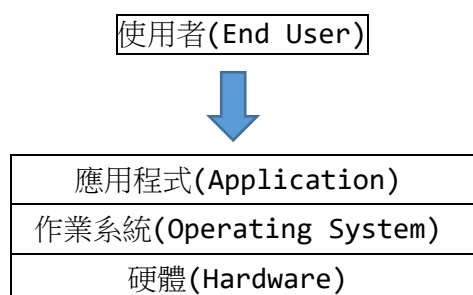 使用者(End User)
應用程式(Application)
作業系統(Operating System)
硬體(Hardware)